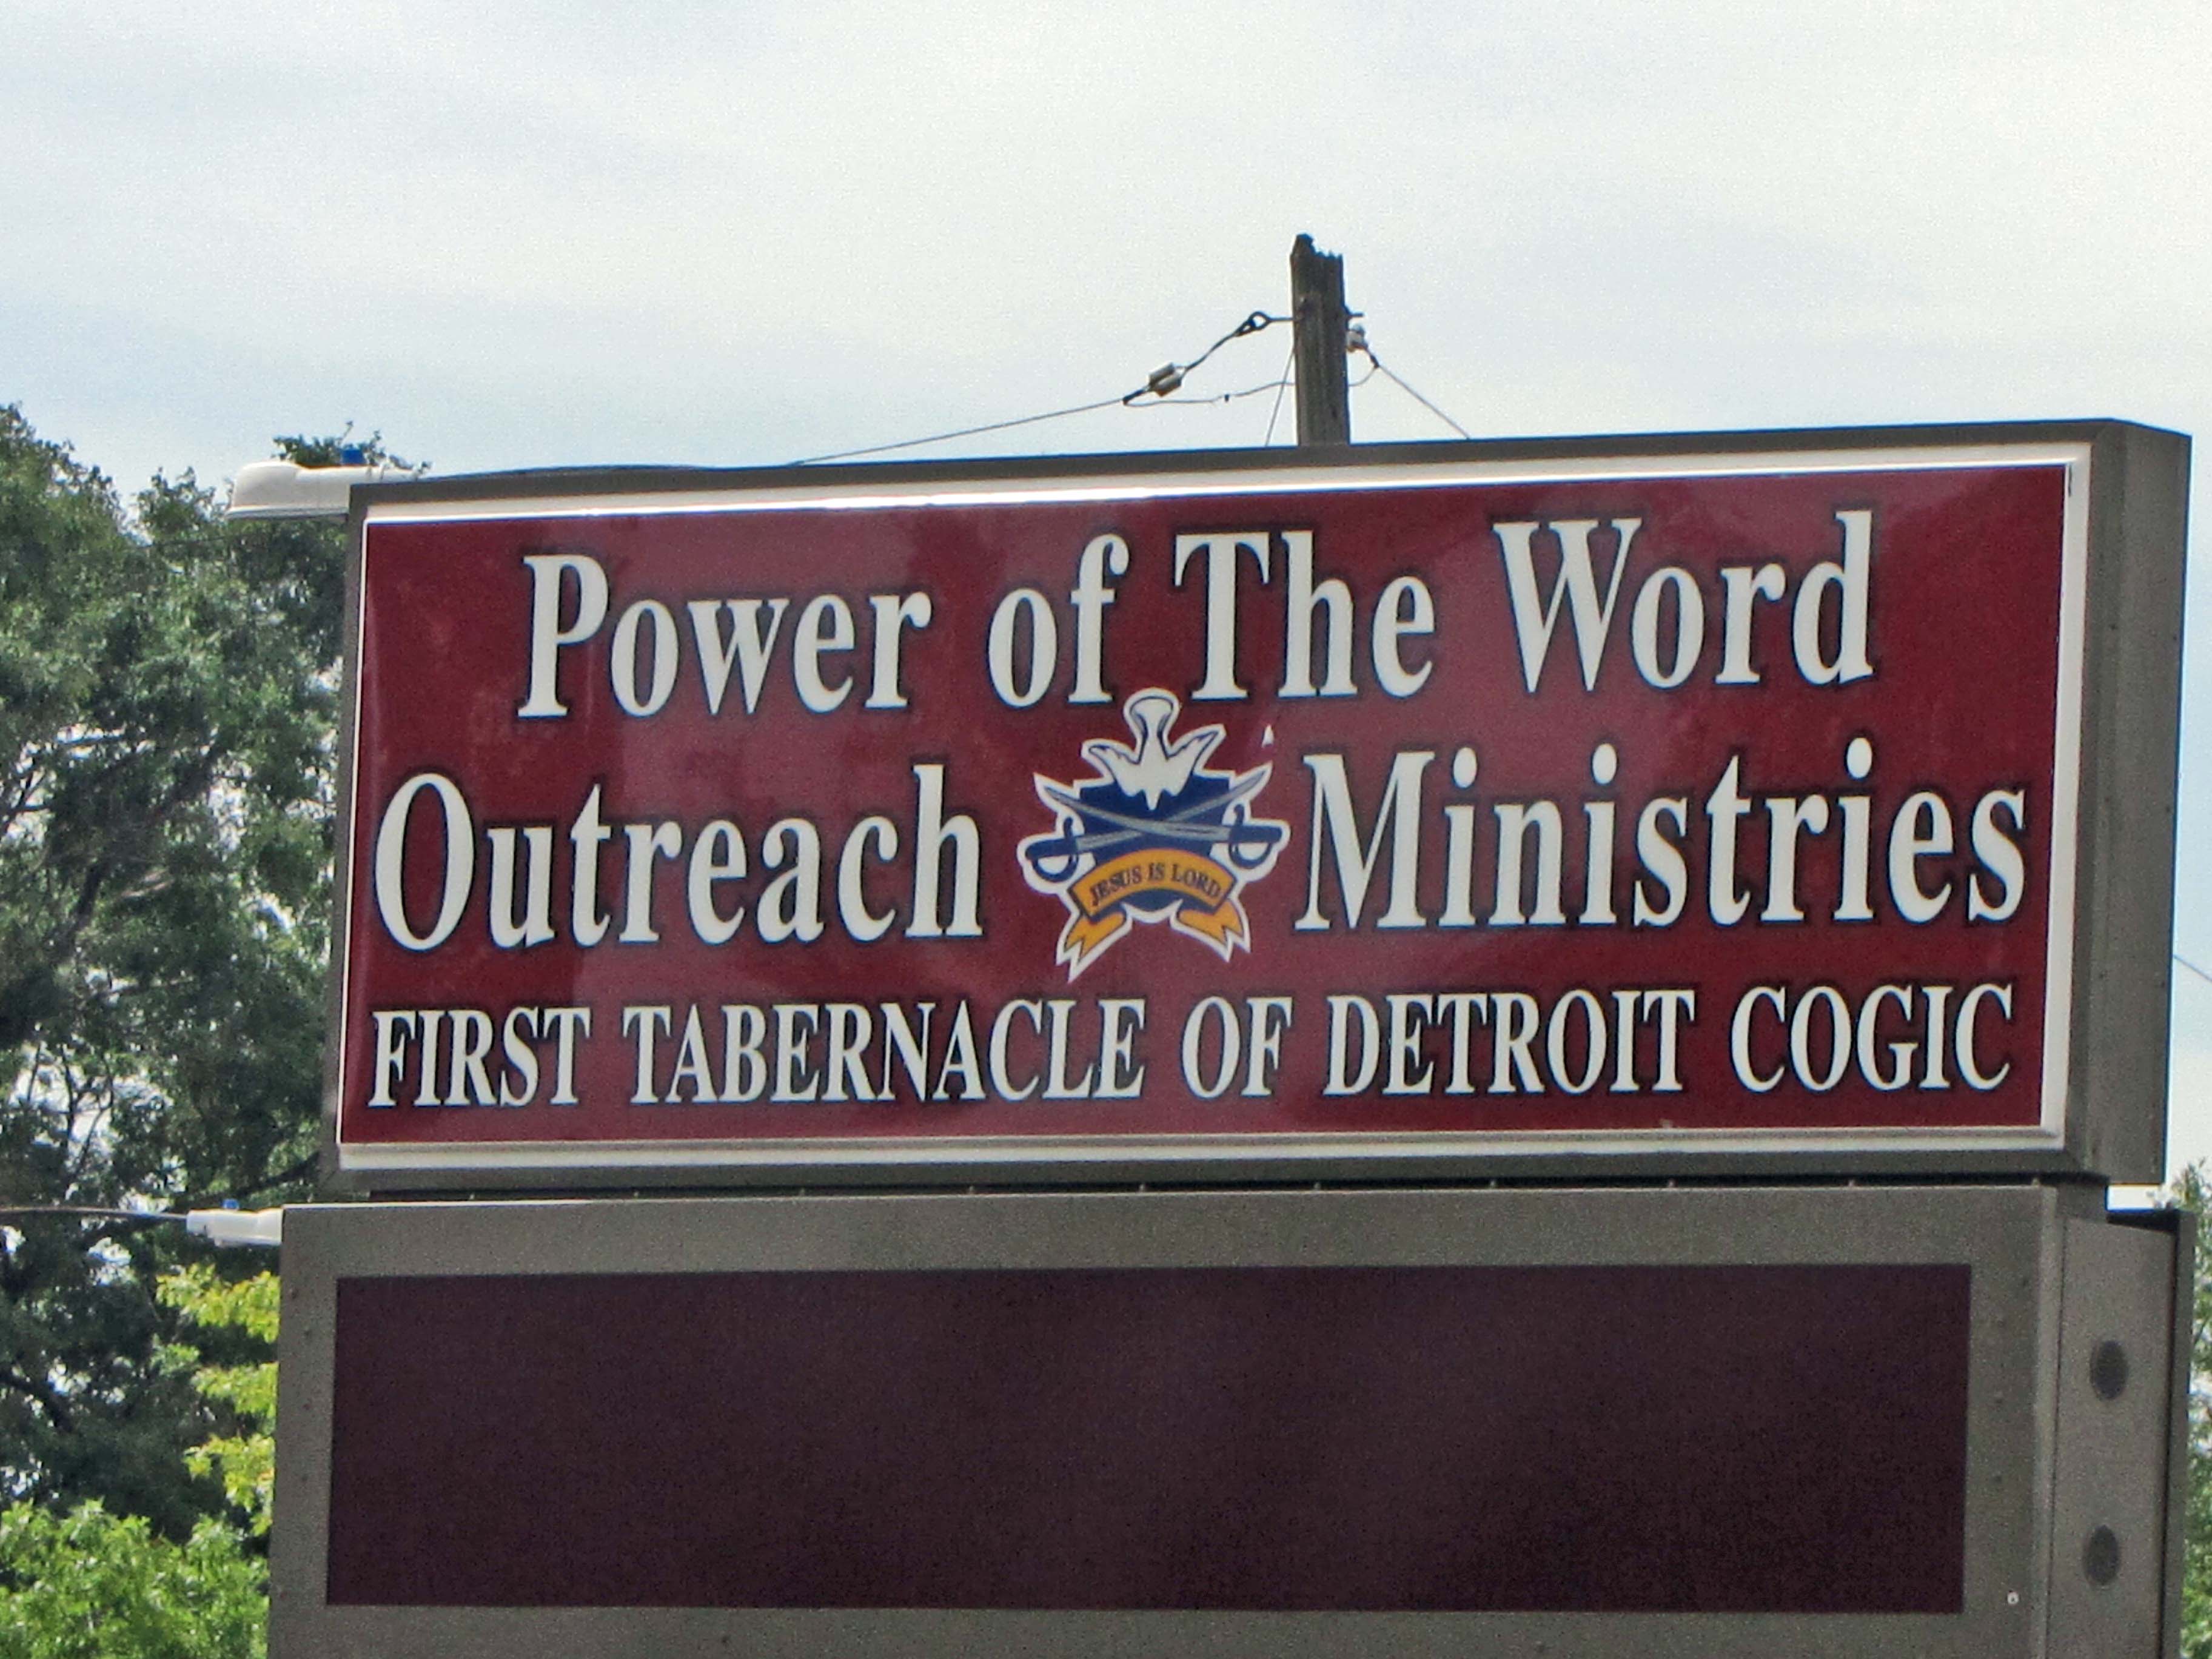 Power of The Word
Outreach Ministries
JESUS IS LORD
FIRST TABERNACLE OF DETROIT COGIC